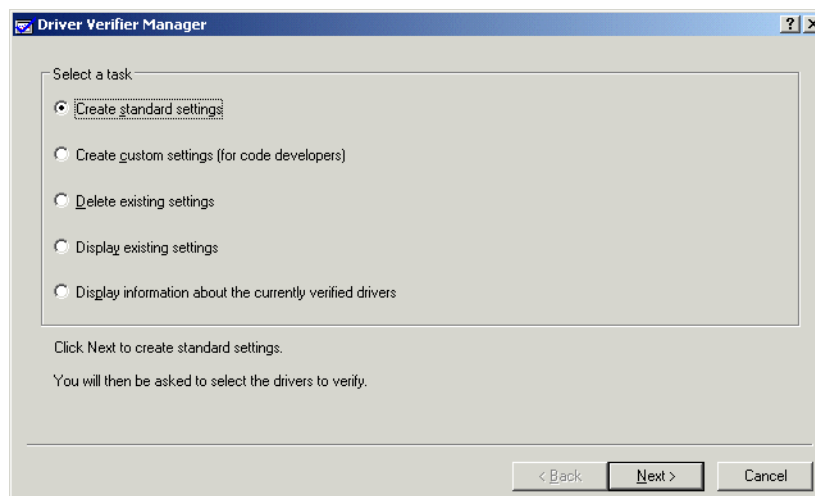 Driver Verifier Manager
Select a task
Create standard settings
Create custom settings (for code developers)
Delete existing settings
Display existing settings
Display information about the currently verified drivers
Click Next to create standard settings.
You will then be asked to select the drivers to verify.
< Back Next > Cancel